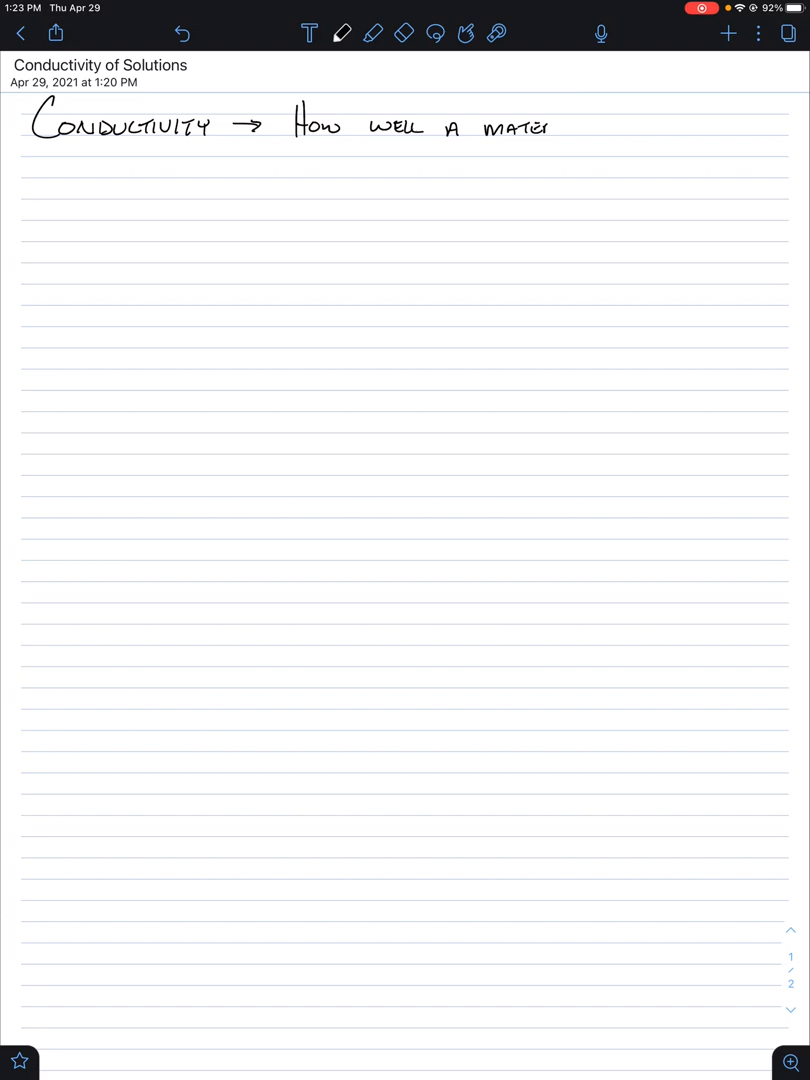 1:23 PM Thu Apr 29 92%
Conductivity of Solutions
Apr 29, 2021 at 1:20 PM
CONDUCTIVITY → HOW WELL A MATER
1
2